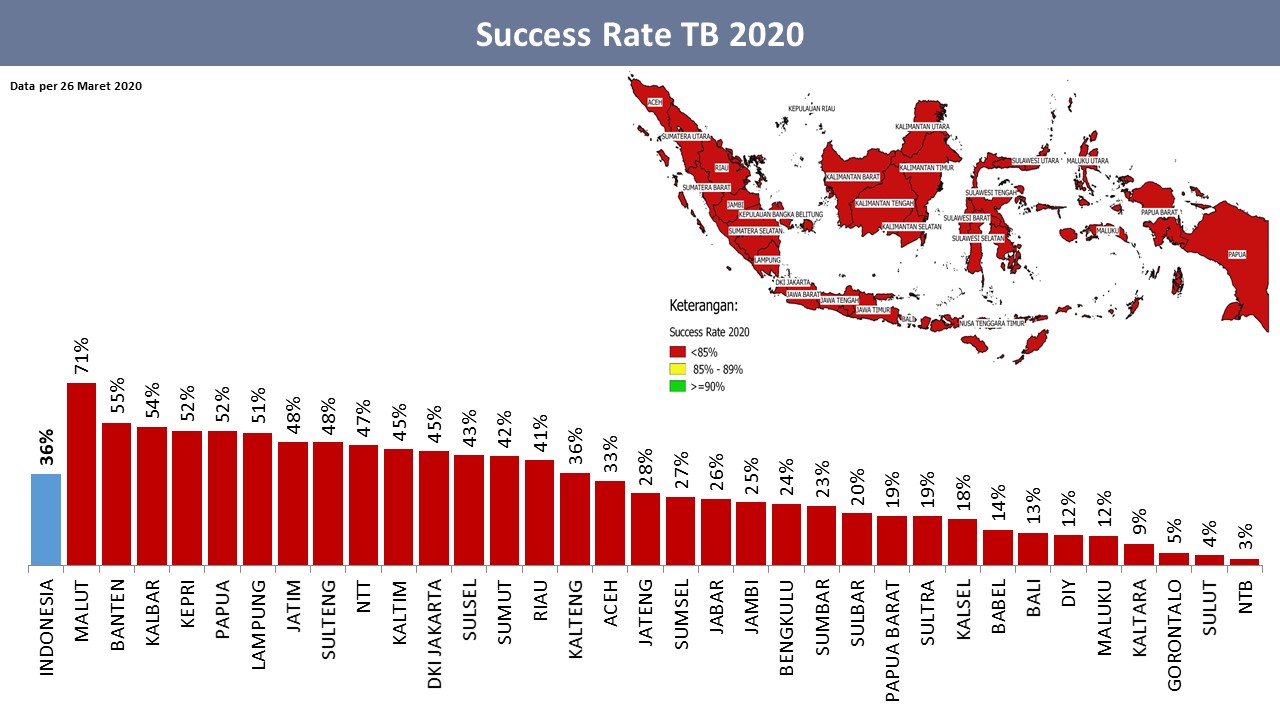 Success Rate TB 2020
Data per 26 Maret 2020
ACEH
KEPULAUAN RIAU
KALIMANTAN UTARA
SUMATERA UTARA
SULAWESI UTARA
MALUKU UTARA
RIAU
KALIMANTAN TIMUR
KALIMANTAN BARAT
SUMATERA BARAT
SULAWESI TENGAH
JAMBI
KALIMANTAN TENGAH
KEPULAUAN BANGKA BELITUNG
PAPUA BARAT
SULAWESI BARAT
KALIMANTAN SELATAN
SUMATERA SELATAN
MALUKU
SULAWESI SELATAN
PAPUA
LAMPUNG
DKI JAKARTA
JAWA BARAT
JAWA TENGAH
JAWA TIMUR
BALI
NUSA TENGGARA TIMUR
Keterangan:
Success Rate 2020
<85%
85% - 89%
>=90%
36%
71%
55%
54%
52%
52%
51%
48%
48%
47%
45%
45%
43%
42%
41%
36%
33%
28%
27%
26%
25%
24%
23%
20%
19%
19%
18%
14%
13%
12%
12%
9%
5%
4%
3%
INDONESIA
MALUT
BANTEN
KALBAR
KEPRI
PAPUA
LAMPUNG
JATIM
SULTENG
NTT
KALTIM
DKI JAKARTA
SULSEL
SUMUT
RIAU
KALTENG
ACEH
JATENG
SUMSEL
JABAR
JAMBI
BENGKULU
SUMBAR
SULBAR
PAPUA BARAT
SULTRA
KALSEL
BABEL
BALI
DIY
MALUKU
KALTARA
GORONTALO
SULUT
NTB